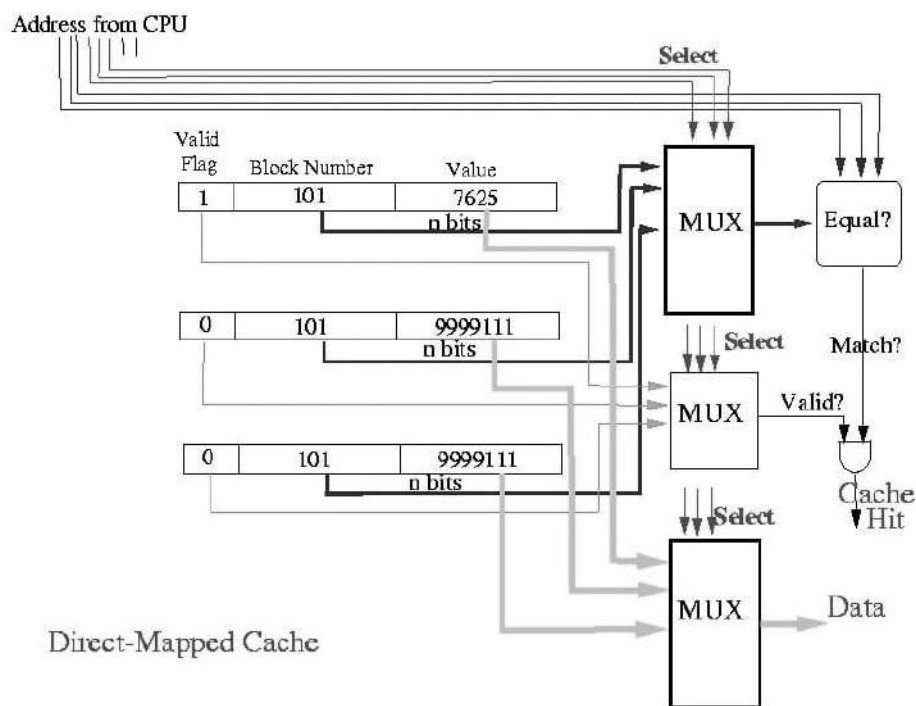 Address from CPU
Select
Valid
Flag
Block Number
Value
1
101
7625
n bits
MUX
Equal?
0
101
9999111
n bits
Select
Match?
MUX
Valid?
0
101
9999111
n bits
Cache
Hit
Select
MUX
Data
Direct-Mapped Cache